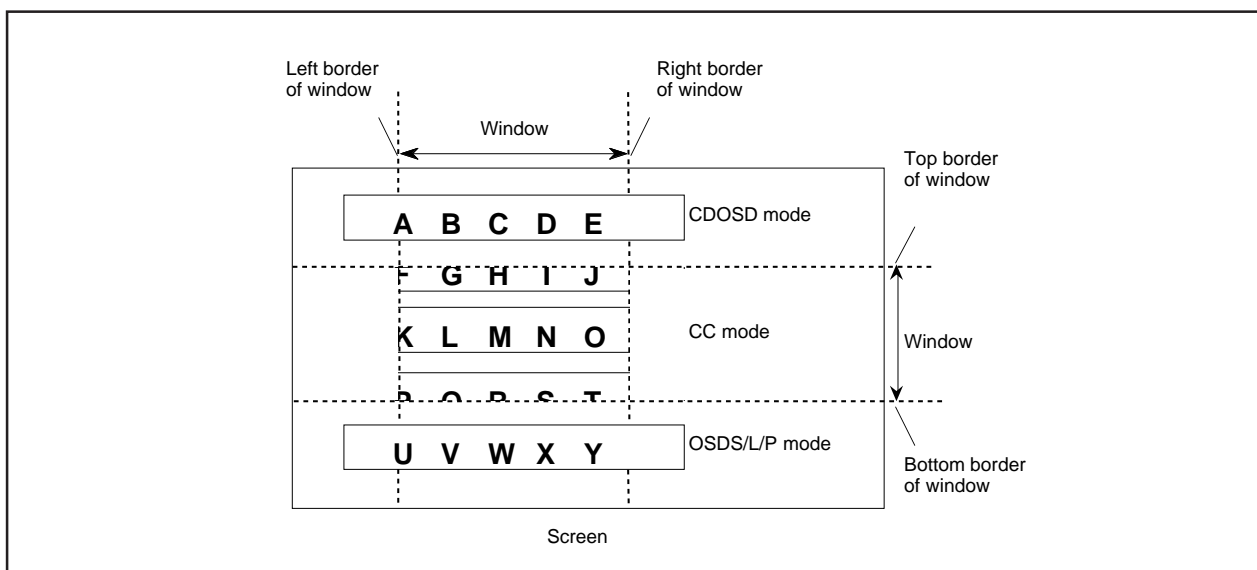 Left border
of window
Right border
of window
Window
Top border
of window
A B C D E
CDOSD mode
G H I J
K L M N O
CC mode
Window
S T
U V W X Y
OSDS/L/P mode
Bottom border
of window
Screen